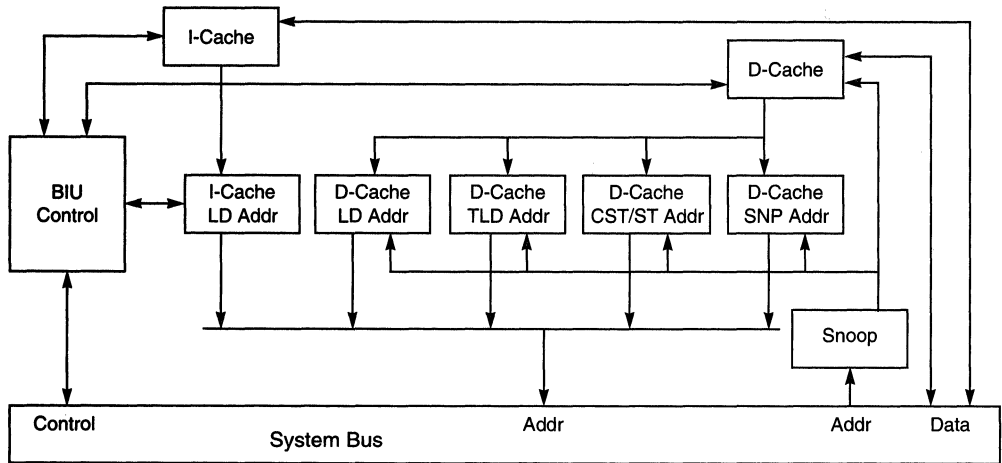 I-Cache
D-Cache
BIU
Control
I-Cache
LD Addr
D-Cache
LD Addr
D-Cache
TLD Addr
D-Cache
CST/ST Addr
D-Cache
SNP Addr
Snoop
Control
Addr
Addr
Data
System Bus